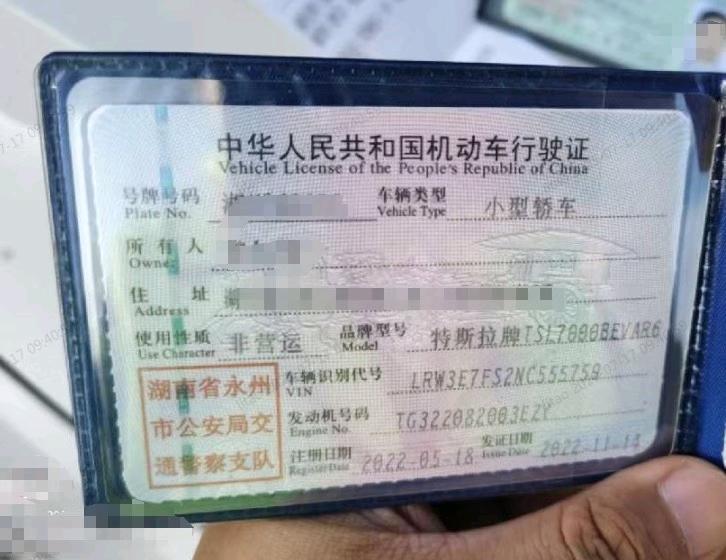 中华人民共和国机动车行驶证
Vehicle License of the People's Republic of China
号牌号码 Plate No. 湖 车辆类型 Vehicle Type 小型轿车
所有人 Owner
住址 Address 湖
使用性质 Use Character 非营运 品牌型号 Model 特斯拉牌TSL7000BEVAR6
湖南省永州
市公安局交
通警察支队
车辆识别代号 VIN LRW3E7FS2NC555759
发动机号码 Engine No. TG322082003EZY
注册日期 Register Date 2022-05-18 发证日期 Issue Date 2022-11-14